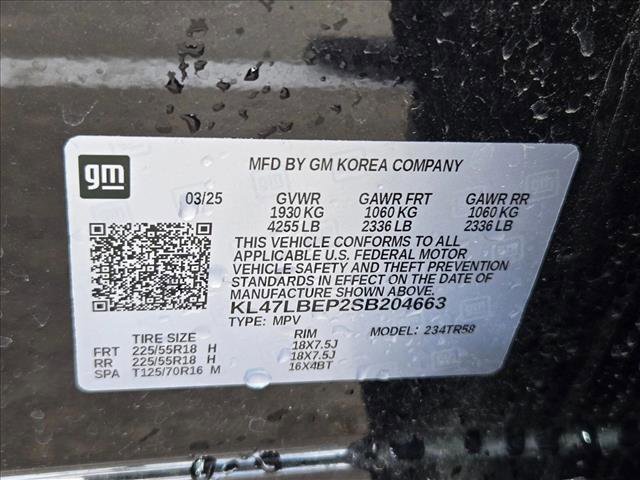 gm
MFD BY GM KOREA COMPANY
03/25 GVWR GAWR FRT GAWR RR
1930 KG 1060 KG 1060 KG
4255 LB 2336 LB 2336 LB
THIS VEHICLE CONFORMS TO ALL
APPLICABLE U.S. FEDERAL MOTOR
VEHICLE SAFETY AND THEFT PREVENTION
STANDARDS IN EFFECT ON THE DATE OF
MANUFACTURE SHOWN ABOVE.
KL47LBEP2SB204663
TYPE: MPV MODEL: 234TR58
TIRE SIZE RIM
FRT 225/55R18 H 18X7.5J
RR 225/55R18 H 18X7.5J
SPA T125/70R16 M 16X4BT